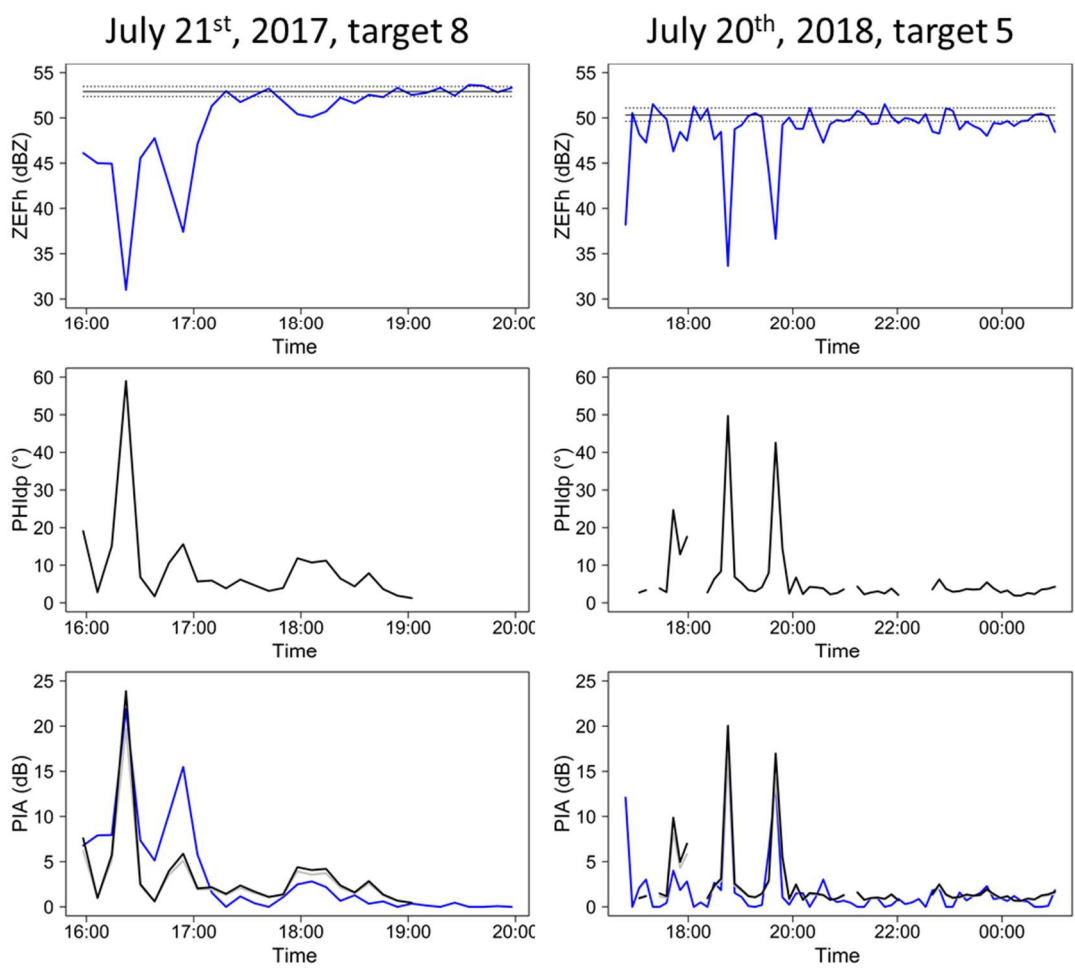 July 21st, 2017, target 8
July 20th, 2018, target 5
55
50
45
40
35
30
ZEFh (dBZ)
16:00 17:00 18:00 19:00 20:00
Time
55
50
45
40
35
30
ZEFh (dBZ)
18:00 20:00 22:00 00:00
Time
60
50
40
30
20
10
0
PHIdp (°)
16:00 17:00 18:00 19:00 20:00
Time
60
50
40
30
20
10
0
PHIdp (°)
18:00 20:00 22:00 00:00
Time
25
20
15
10
5
0
PIA (dB)
16:00 17:00 18:00 19:00 20:00
Time
25
20
15
10
5
0
PIA (dB)
18:00 20:00 22:00 00:00
Time